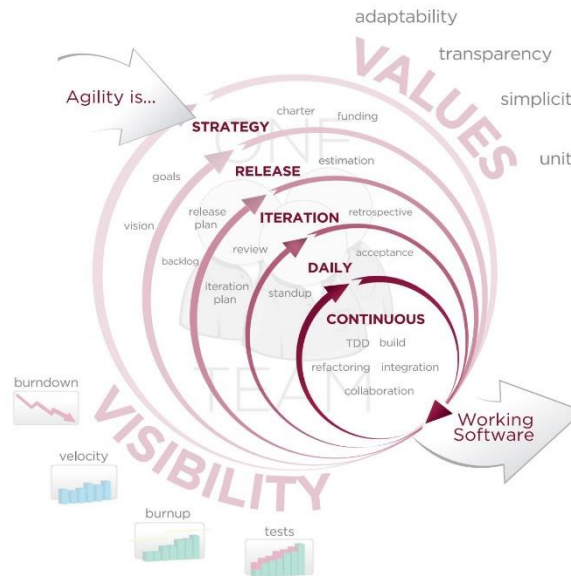 adaptability
transparency
simplicit
unit
VALUES
Agility is...
STRATEGY
charter
funding
goals
RELEASE
estimation
vision
release
plan
ITERATION
retrospective
backlog
review
DAILY
acceptance
iteration
plan
standup
CONTINUOUS
TDD build
refactoring integration
collaboration
ONE
TEAM
Working
Software
VISIBILITY
burndown
velocity
burnup
tests